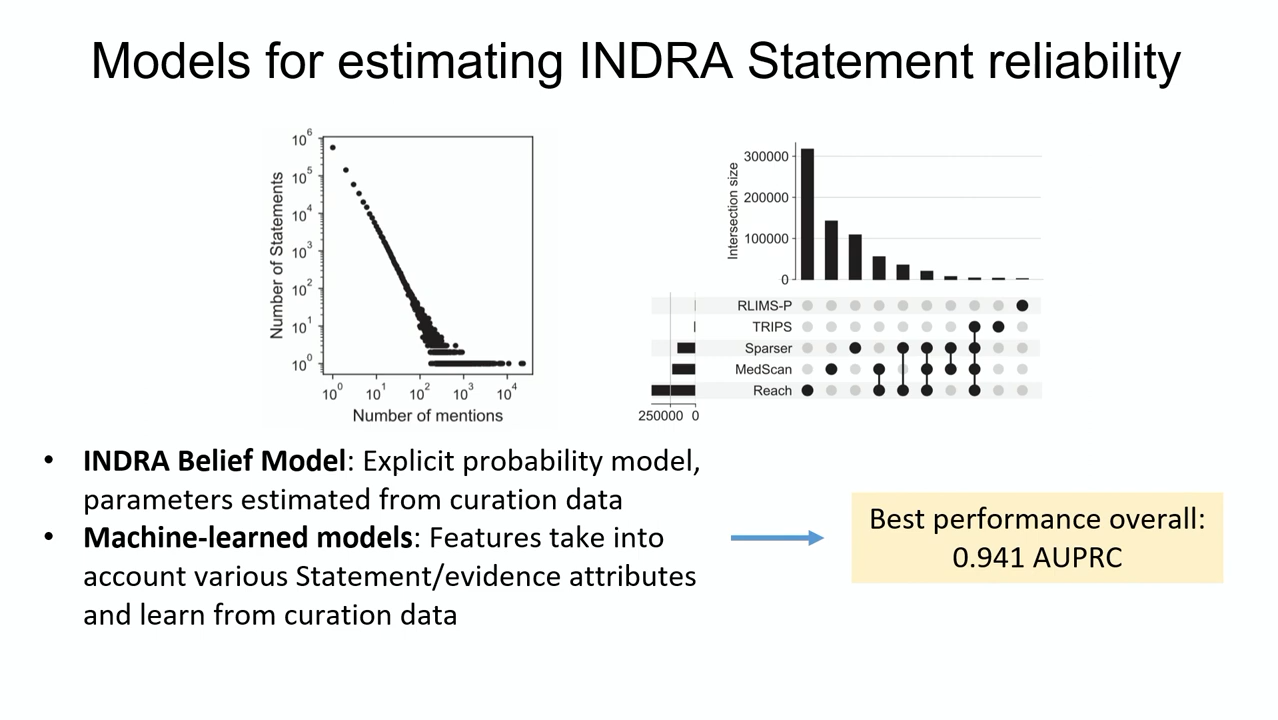 Models for estimating INDRA Statement reliability
Number of Statements
10^6
10^5
10^4
10^3
10^2
10^1
10^0
10^0 10^1 10^2 10^3 10^4
Number of mentions
Intersection size
300000
200000
100000
0
RLIMS-P
TRIPS
Sparser
MedScan
Reach
250000 0
• INDRA Belief Model: Explicit probability model,
parameters estimated from curation data
• Machine-learned models: Features take into
account various Statement/evidence attributes
and learn from curation data
Best performance overall:
0.941 AUPRC